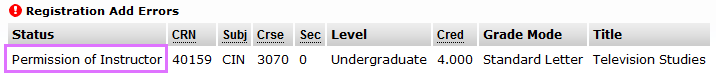 Registration Add Errors
Status CRN Subj Crse Sec Level Cred Grade Mode Title
Permission of Instructor 40159 CIN 3070 0 Undergraduate 4.000 Standard Letter Television Studies